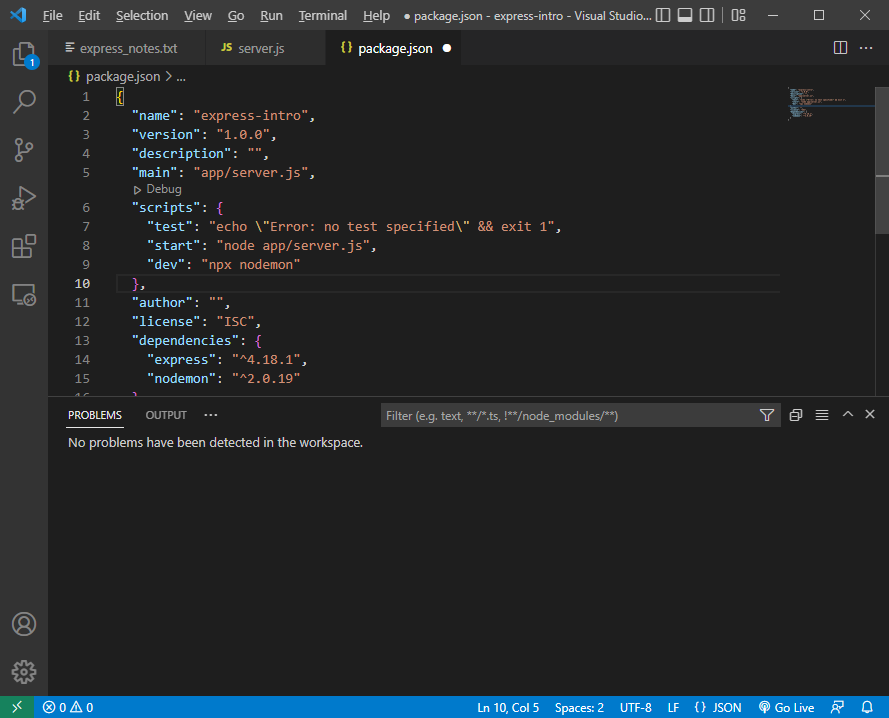 File Edit Selection View Go Run Terminal Help ● package.json - express-intro - Visual Studio...
express_notes.txt JS server.js {} package.json ●
{} package.json > ...
1 {
2 "name": "express-intro",
3 "version": "1.0.0",
4 "description": "",
5 "main": "app/server.js",
Debug
6 "scripts": {
7 "test": "echo \"Error: no test specified\" && exit 1",
8 "start": "node app/server.js",
9 "dev": "npx nodemon"
10 },
11 "author": "",
12 "license": "ISC",
13 "dependencies": {
14 "express": "^4.18.1",
15 "nodemon": "^2.0.19"
16 }
1
PROBLEMS OUTPUT ... Filter (e.g. text, **/*.ts, !**/node_modules/**)
No problems have been detected in the workspace.
0 0 Ln 10, Col 5 Spaces: 2 UTF-8 LF {} JSON Go Live